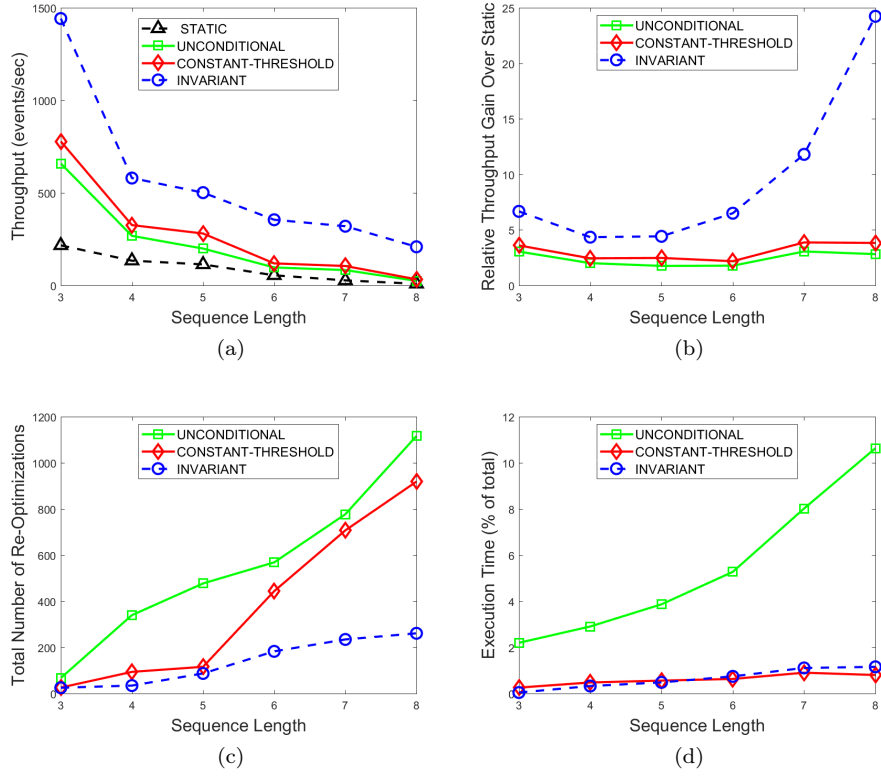 1500
1000
500
0
Throughput (events/sec)
STATIC
UNCONDITIONAL
CONSTANT-THRESHOLD
INVARIANT
3 4 5 6 7 8
Sequence Length
(a)
25
20
15
10
5
0
Relative Throughput Gain Over Static
UNCONDITIONAL
CONSTANT-THRESHOLD
INVARIANT
3 4 5 6 7 8
Sequence Length
(b)
1200
1000
800
600
400
200
0
Total Number of Re-Optimizations
UNCONDITIONAL
CONSTANT-THRESHOLD
INVARIANT
3 4 5 6 7 8
Sequence Length
(c)
12
10
8
6
4
2
0
Execution Time (% of total)
UNCONDITIONAL
CONSTANT-THRESHOLD
INVARIANT
3 4 5 6 7 8
Sequence Length
(d)